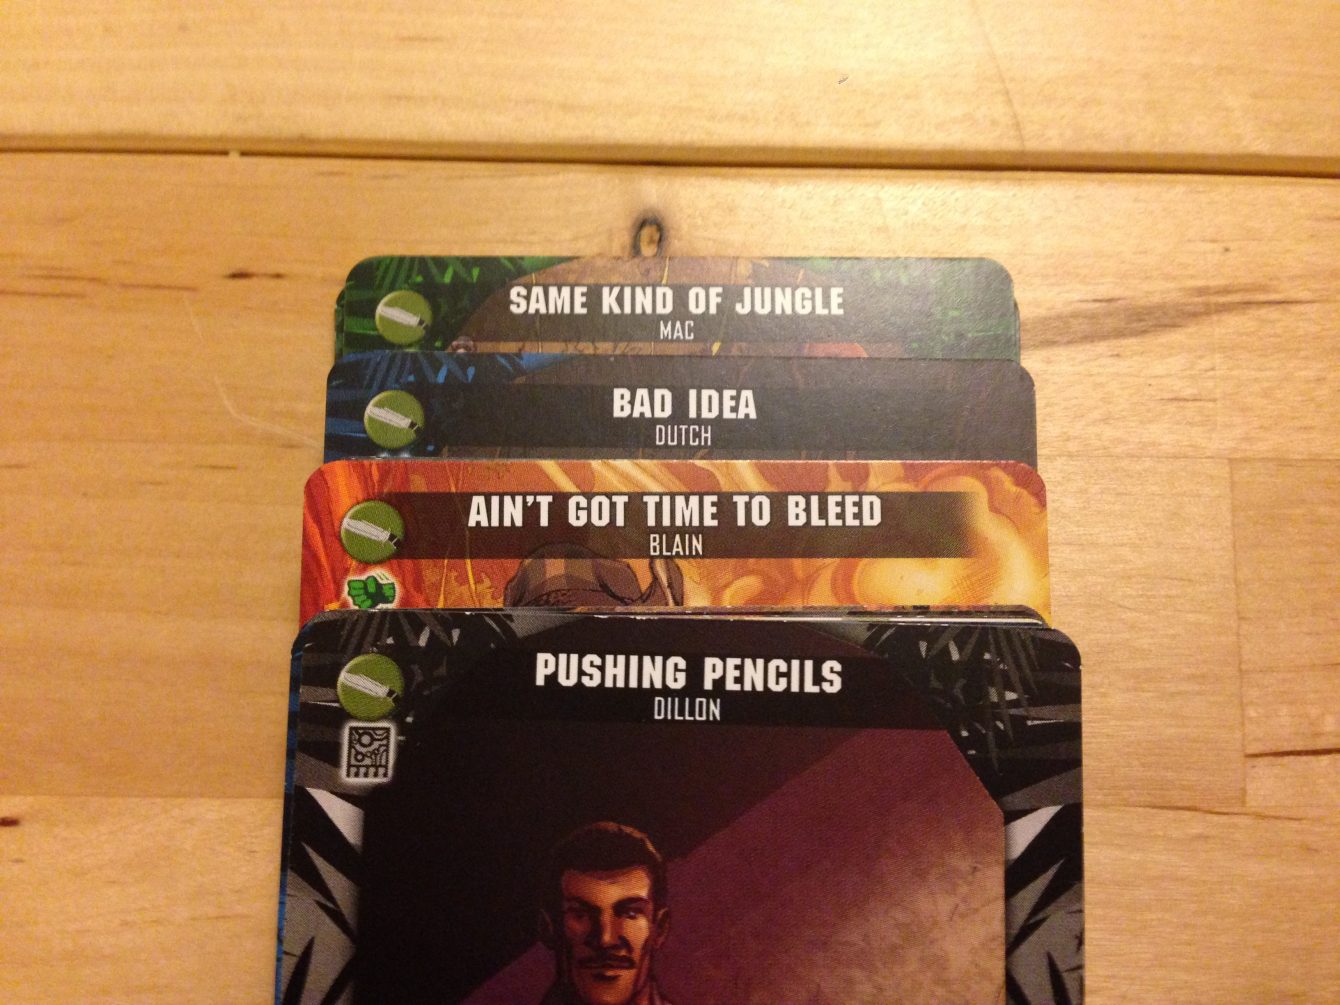 SAME KIND OF JUNGLE
MAC
BAD IDEA
DUTCH
AIN'T GOT TIME TO BLEED
BLAIN
PUSHING PENCILS
DILLON